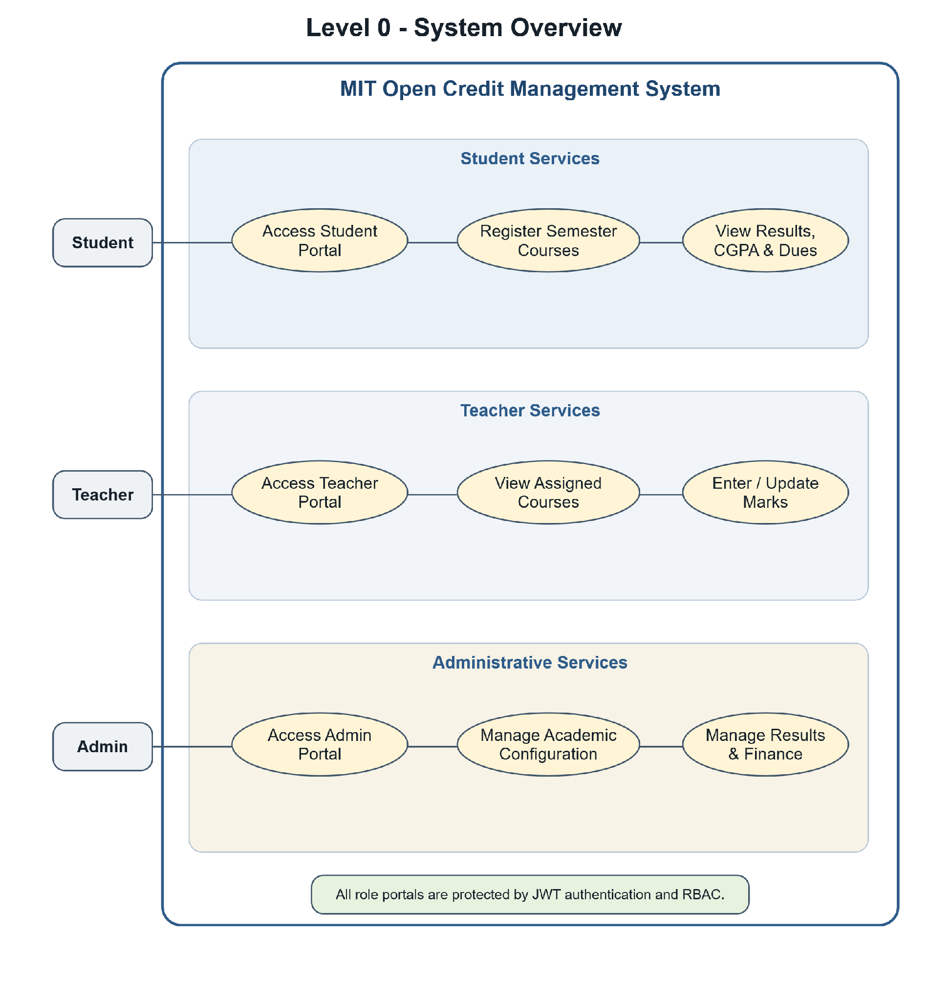 Level 0 - System Overview
MIT Open Credit Management System
Student Services
Student
Access Student
Portal
Register Semester
Courses
View Results,
CGPA & Dues
Teacher Services
Teacher
Access Teacher
Portal
View Assigned
Courses
Enter / Update
Marks
Administrative Services
Admin
Access Admin
Portal
Manage Academic
Configuration
Manage Results
& Finance
All role portals are protected by JWT authentication and RBAC.